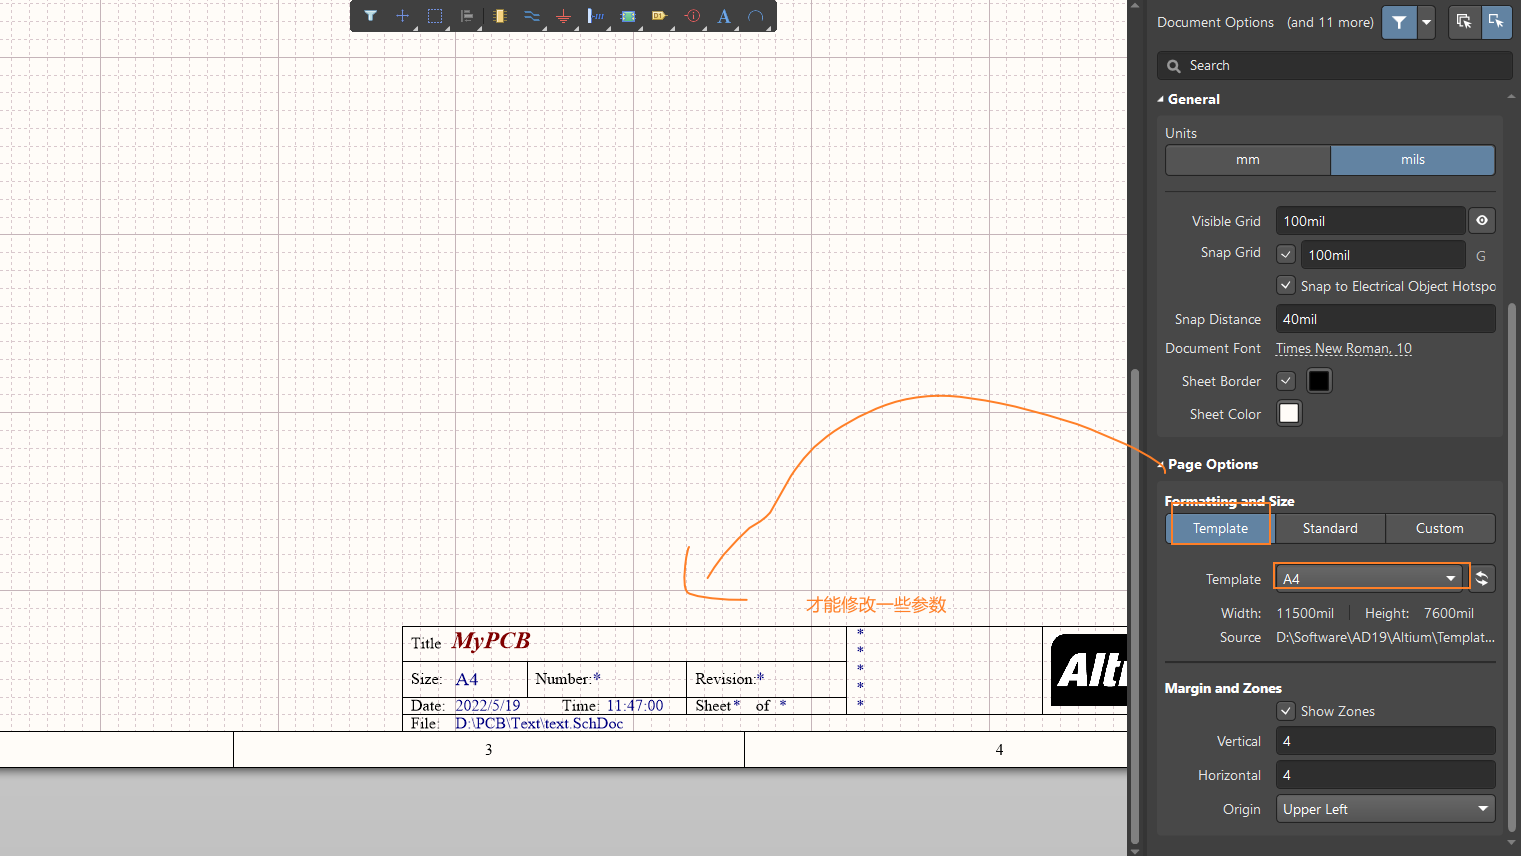 Document Options (and 11 more)
Search
General
Units
mm mils
Visible Grid 100mil
Snap Grid 100mil G
Snap to Electrical Object Hotspo
Snap Distance 40mil
Document Font Times New Roman, 10
Sheet Border
Sheet Color
Page Options
Formatting and Size
Template Standard Custom
Template A4
Width: 11500mil Height: 7600mil
Source D:\Software\AD19\Altium\Templat...
Margin and Zones
Show Zones
Vertical 4
Horizontal 4
Origin Upper Left
才能修改一些参数
Title MyPCB *
*
Size: A4 Number:* Revision:* *
*
Date: 2022/5/19 Time: 11:47:00 Sheet* of * *
File: D:\PCB\Text\text.SchDoc
Alti
3 4